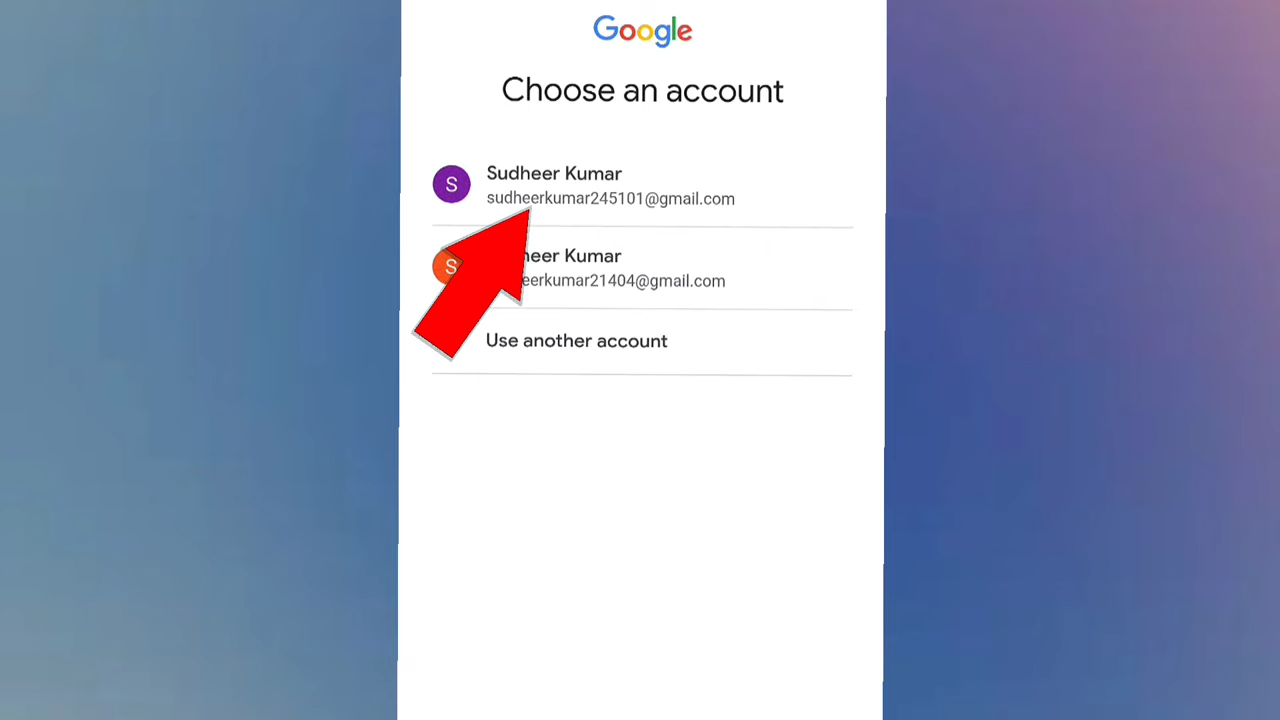 Google
Choose an account
S
Sudheer Kumar
sudheerkumar245101@gmail.com
S
Kumar
Use another account